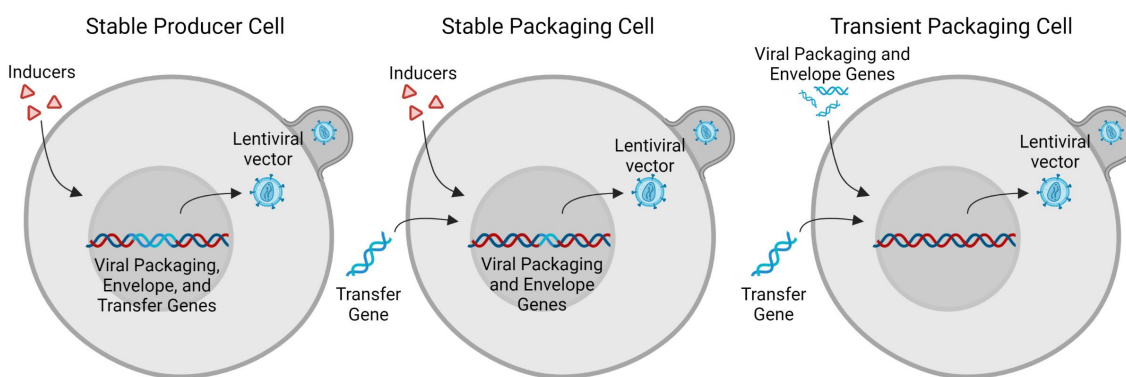 Stable Producer Cell
Inducers
Lentiviral
vector
Viral Packaging,
Envelope, and
Transfer Genes
Stable Packaging Cell
Inducers
Lentiviral
vector
Viral Packaging
and Envelope
Genes
Transfer
Gene
Transient Packaging Cell
Viral Packaging and
Envelope Genes
Lentiviral
vector
Transfer
Gene